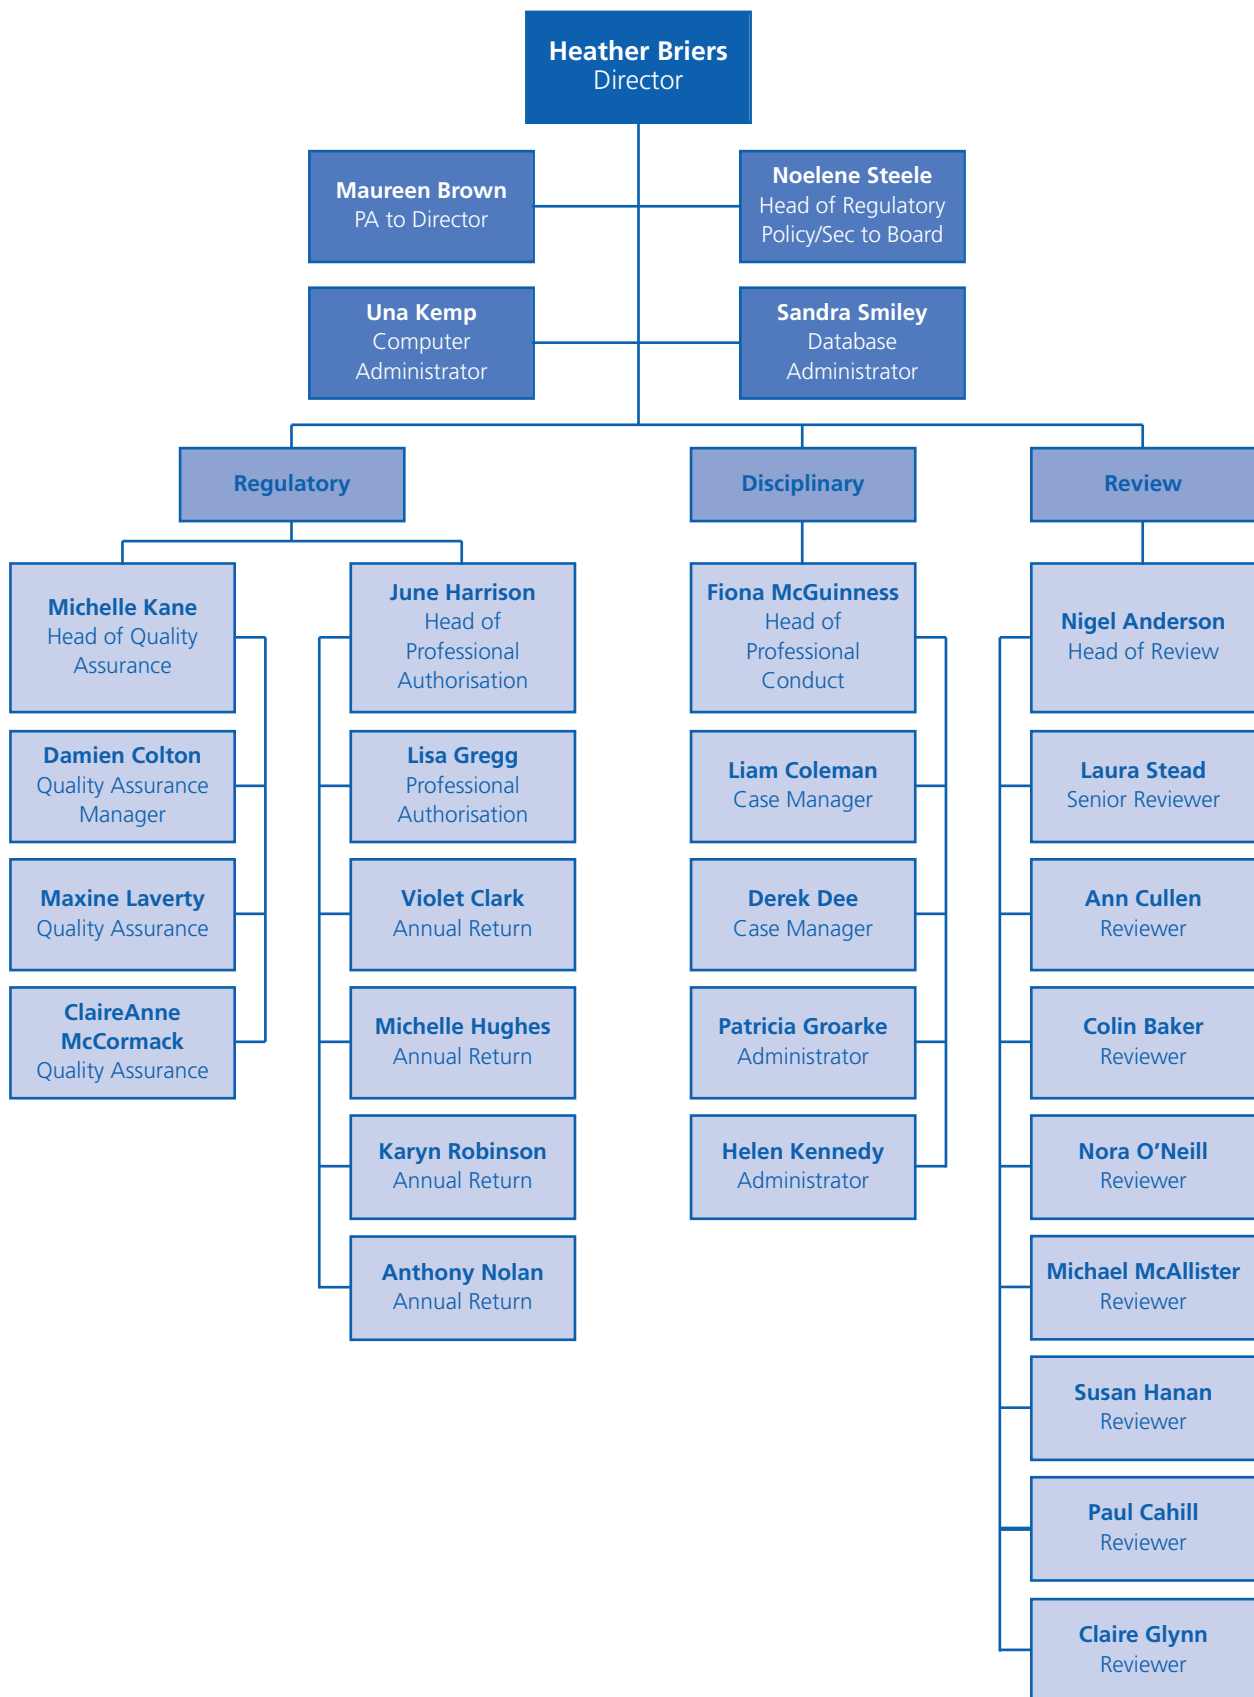 Heather Briers
Director
Maureen Brown
PA to Director
Noelene Steele
Head of Regulatory
Policy/Sec to Board
Una Kemp
Computer
Administrator
Sandra Smiley
Database
Administrator
Regulatory
Disciplinary
Review
Michelle Kane
Head of Quality
Assurance
Damien Colton
Quality Assurance
Manager
Maxine Laverty
Quality Assurance
ClaireAnne
McCormack
Quality Assurance
June Harrison
Head of
Professional
Authorisation
Lisa Gregg
Professional
Authorisation
Violet Clark
Annual Return
Michelle Hughes
Annual Return
Karyn Robinson
Annual Return
Anthony Nolan
Annual Return
Fiona McGuinness
Head of
Professional
Conduct
Liam Coleman
Case Manager
Derek Dee
Case Manager
Patricia Groarke
Administrator
Helen Kennedy
Administrator
Nigel Anderson
Head of Review
Laura Stead
Senior Reviewer
Ann Cullen
Reviewer
Colin Baker
Reviewer
Nora O’Neill
Reviewer
Michael McAllister
Reviewer
Susan Hanan
Reviewer
Paul Cahill
Reviewer
Claire Glynn
Reviewer